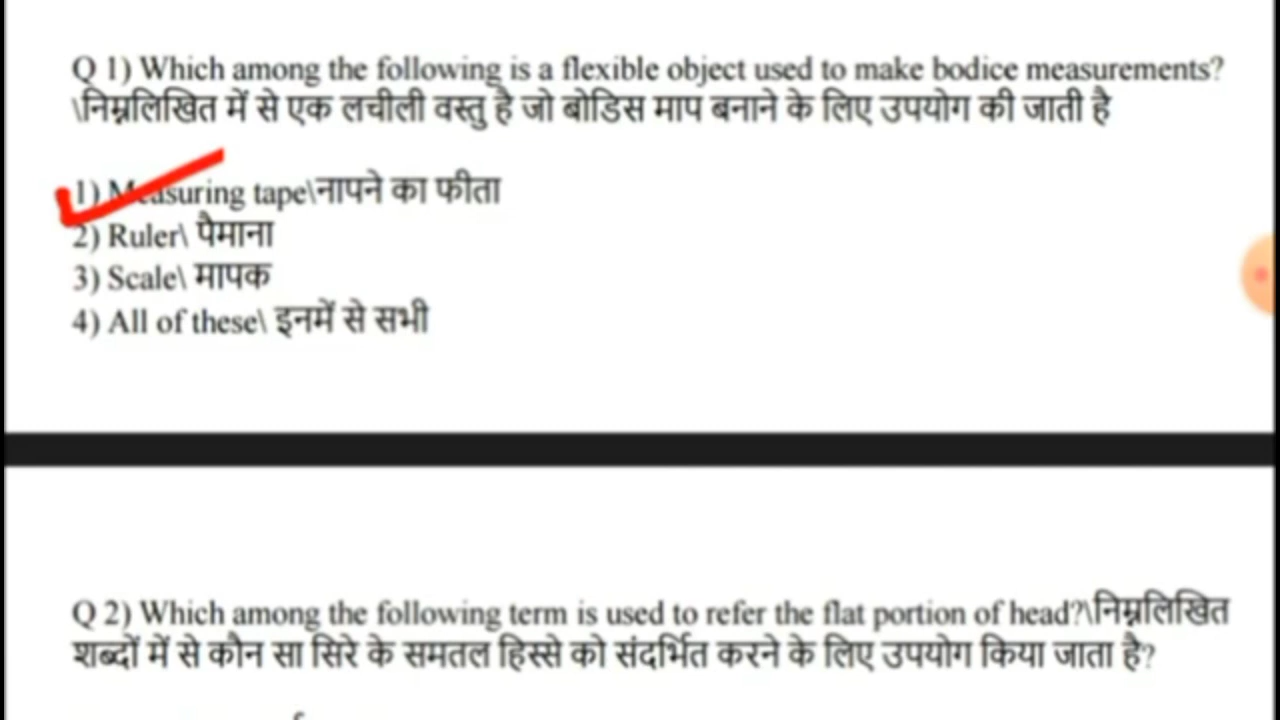 Q 1) Which among the following is a flexible object used to make bodice measurements?
\निम्नलिखित में से एक लचीली वस्तु है जो बोडिस माप बनाने के लिए उपयोग की जाती है
1) Measuring tape\नापने का फीता
2) Ruler\ पैमाना
3) Scale\ मापक
4) All of these\ इनमें से सभी
Q 2) Which among the following term is used to refer the flat portion of head?\निम्नलिखित
शब्दों में से कौन सा सिरे के समतल हिस्से को संदर्भित करने के लिए उपयोग किया जाता है?